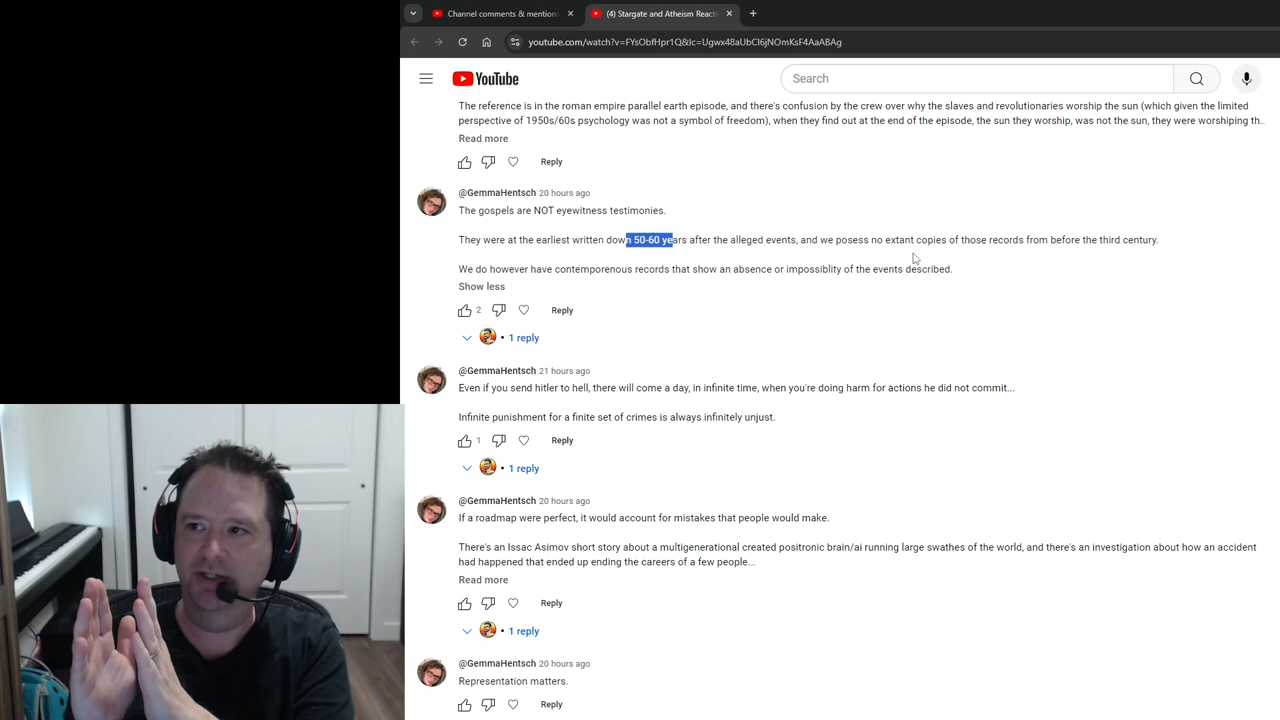 Channel comments & mention
(4) Stargate and Atheism Reacti
youtube.com/watch?v=FYsObfHpr1Q&lc=Ugwx48aUbCl6jNOmKsF4AaABAg
YouTube
Search
The reference is in the roman empire parallel earth episode, and there's confusion by the crew over why the slaves and revolutionaries worship the sun (which given the limited
perspective of 1950s/60s psychology was not a symbol of freedom), when they find out at the end of the episode, the sun they worship, was not the sun, they were worshiping th...
Read more
Reply
@GemmaHentsch 20 hours ago
The gospels are NOT eyewitness testimonies.
They were at the earliest written down 50-60 years after the alleged events, and we posess no extant copies of those records from before the third century.
We do however have contemporenous records that show an absence or impossiblity of the events described.
Show less
2 Reply
• 1 reply
@GemmaHentsch 21 hours ago
Even if you send hitler to hell, there will come a day, in infinite time, when you're doing harm for actions he did not commit...
Infinite punishment for a finite set of crimes is always infinitely unjust.
1 Reply
• 1 reply
@GemmaHentsch 20 hours ago
If a roadmap were perfect, it would account for mistakes that people would make.
There's an Issac Asimov short story about a multigenerational created positronic brain/ai running large swathes of the world, and there's an investigation about how an accident
had happened that ended up ending the careers of a few people...
Read more
Reply
• 1 reply
@GemmaHentsch 20 hours ago
Representation matters.
Reply